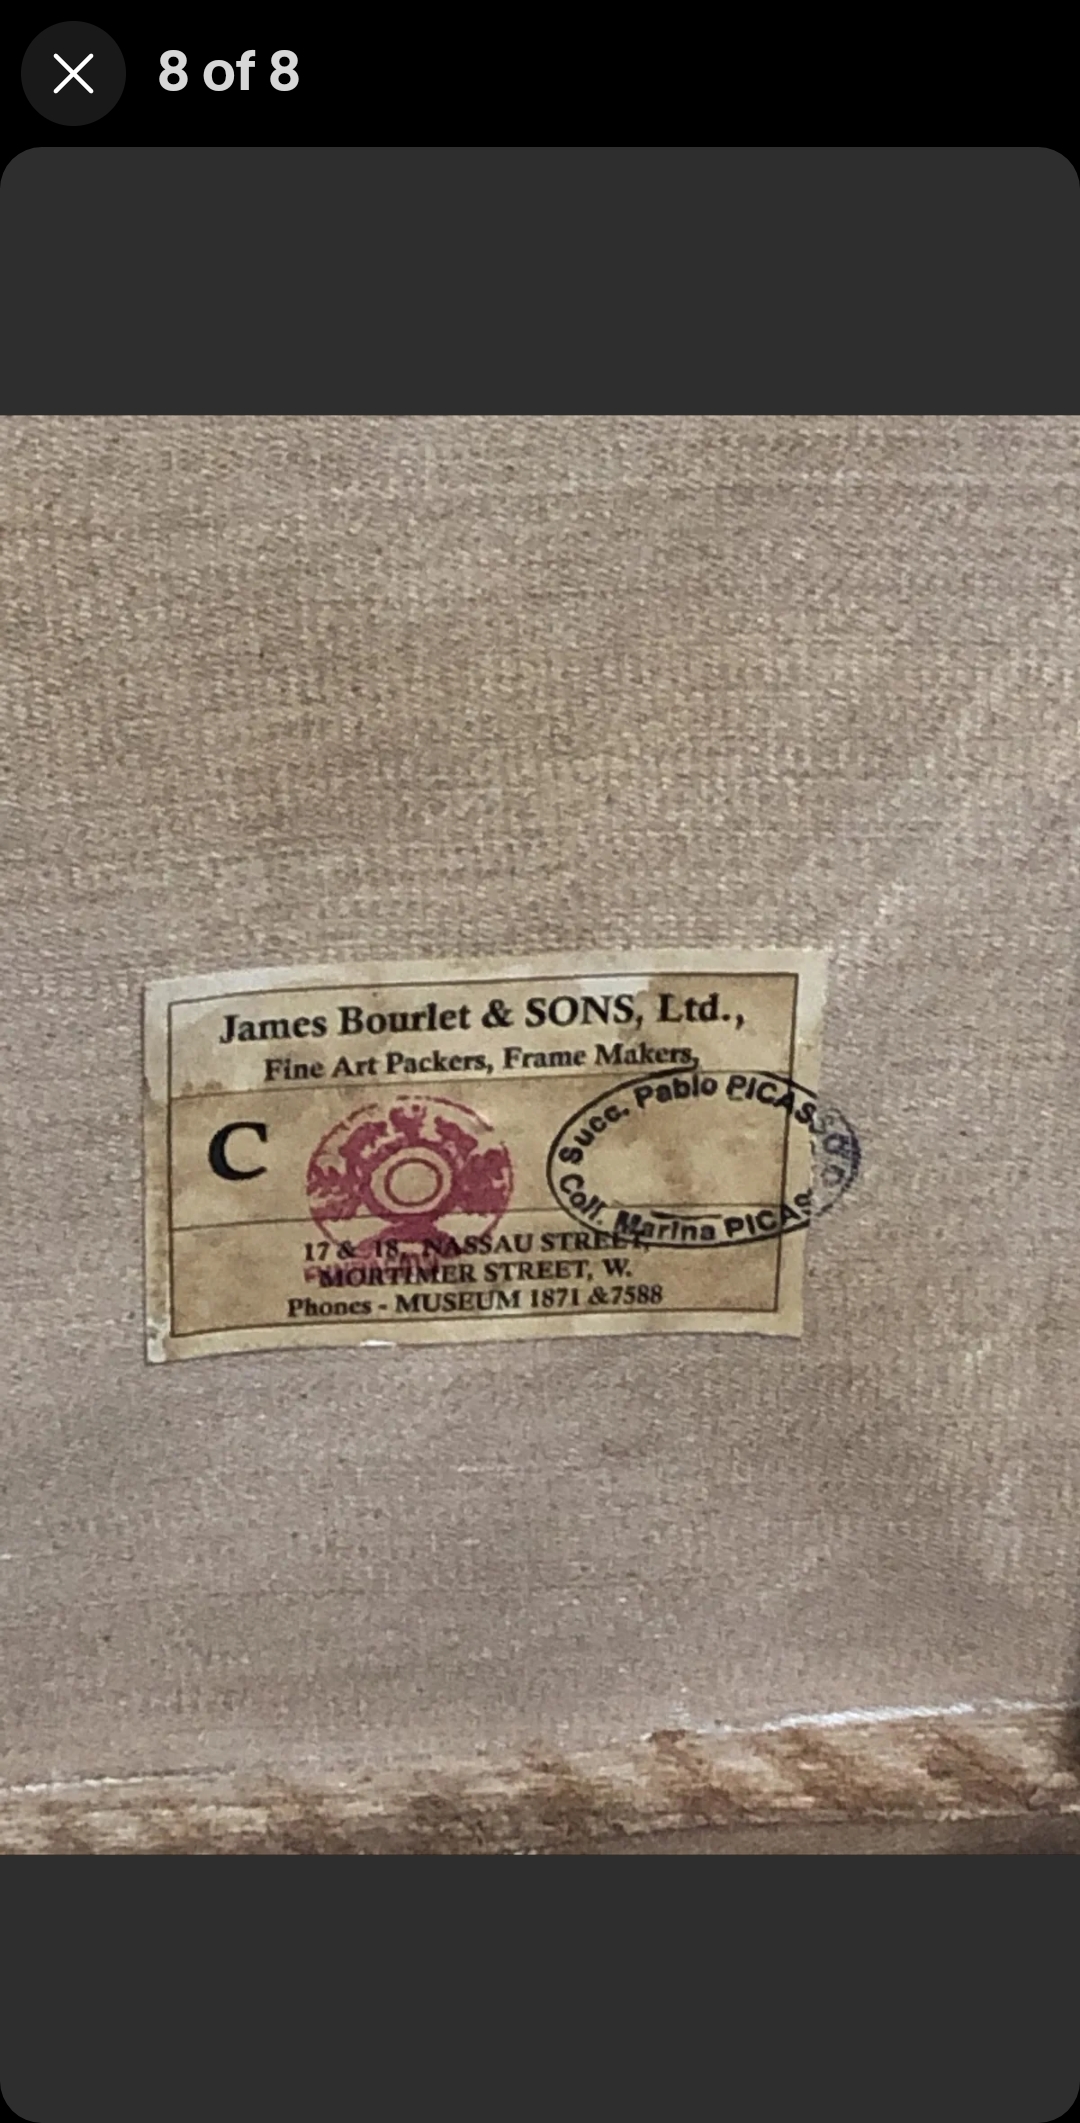 8 of 8
James Bourlet & SONS, Ltd.,
Fine Art Packers, Frame Makers,
C
Succ. Pablo PICASSO
Coll. Marina PICAS
17 & 18, NASSAU STREET,
MORTIMER STREET, W.
Phones - MUSEUM 1871 &7588